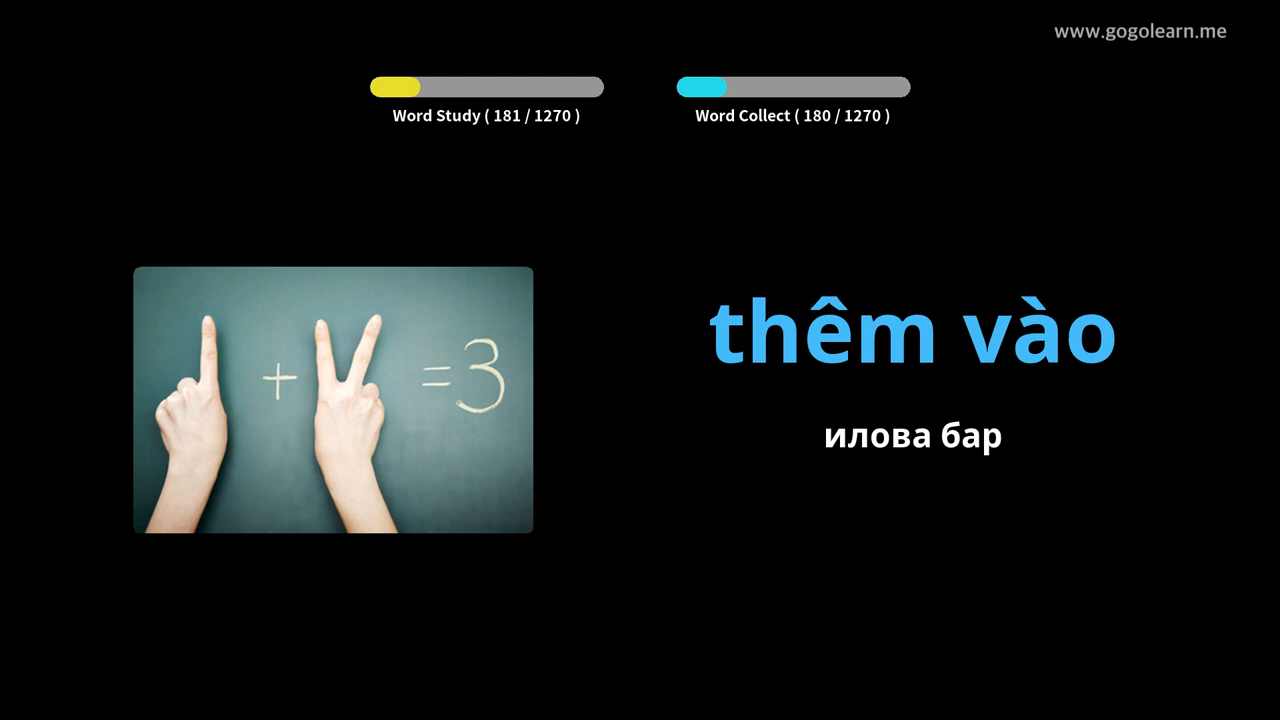 www.gogolearn.me
Word Study ( 181 / 1270 )
Word Collect ( 180 / 1270 )
+ = 3
thêm vào
илова бар